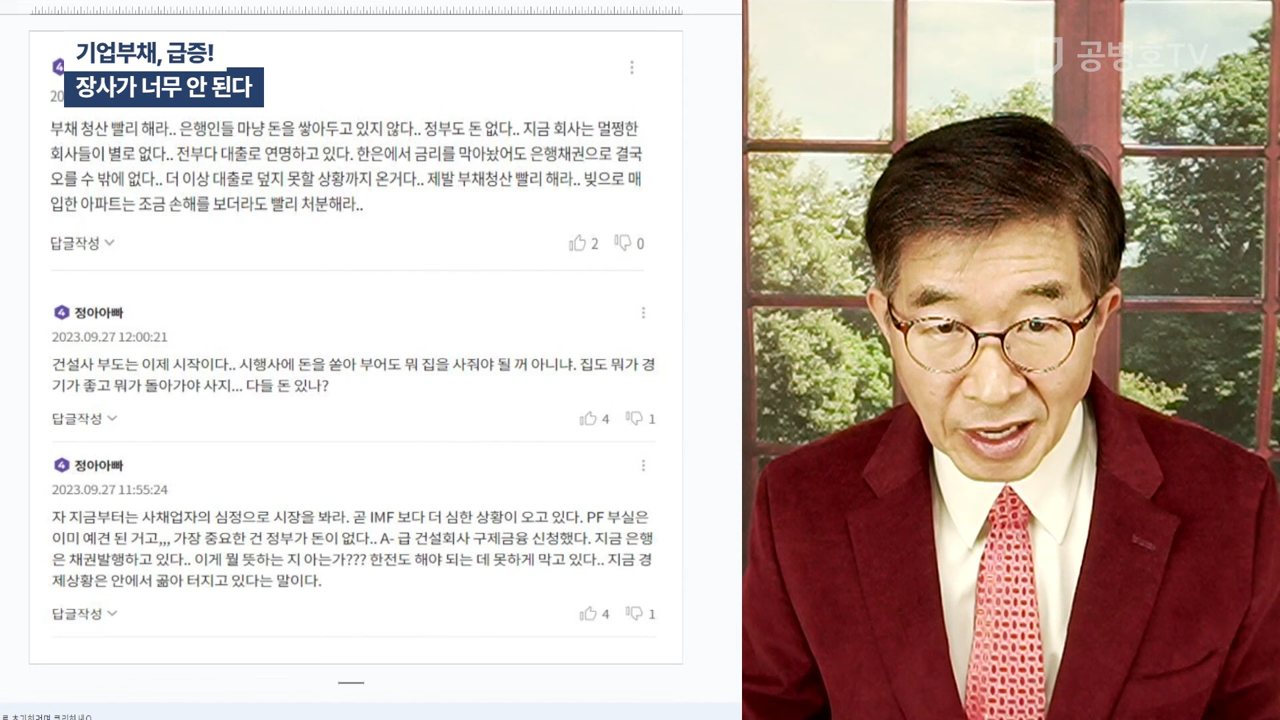 기업부채, 급증!
장사가 너무 안 된다
공병호TV
4
20
부채 청산 빨리 해라.. 은행인들 마냥 돈을 쌓아두고 있지 않다.. 정부도 돈 없다.. 지금 회사는 멀쩡한
회사들이 별로 없다.. 전부다 대출로 연명하고 있다. 한은에서 금리를 막아놨어도 은행채권으로 결국
오를 수 밖에 없다.. 더 이상 대출로 덮지 못할 상황까지 온거다.. 제발 부채청산 빨리 해라.. 빚으로 매
입한 아파트는 조금 손해를 보더라도 빨리 처분해라..
답글작성
2 0
4 정아아빠
2023.09.27 12:00:21
건설사 부도는 이제 시작이다.. 시행사에 돈을 쏟아 부어도 뭐 집을 사줘야 될 꺼 아니냐. 집도 뭐가 경
기가 좋고 뭐가 돌아가야 사지... 다들 돈 있나?
답글작성
4 1
4 정아아빠
2023.09.27 11:55:24
자 지금부터는 사채업자의 심정으로 시장을 봐라. 곧 IMF 보다 더 심한 상황이 오고 있다. PF 부실은
이미 예견 된 거고,,, 가장 중요한 건 정부가 돈이 없다.. A- 급 건설회사 구제금융 신청했다. 지금 은행
은 채권발행하고 있다.. 이게 뭘 뜻하는 지 아는가??? 한전도 해야 되는 데 못하게 막고 있다.. 지금 경
제상황은 안에서 곪아 터지고 있다는 말이다.
답글작성
4 1